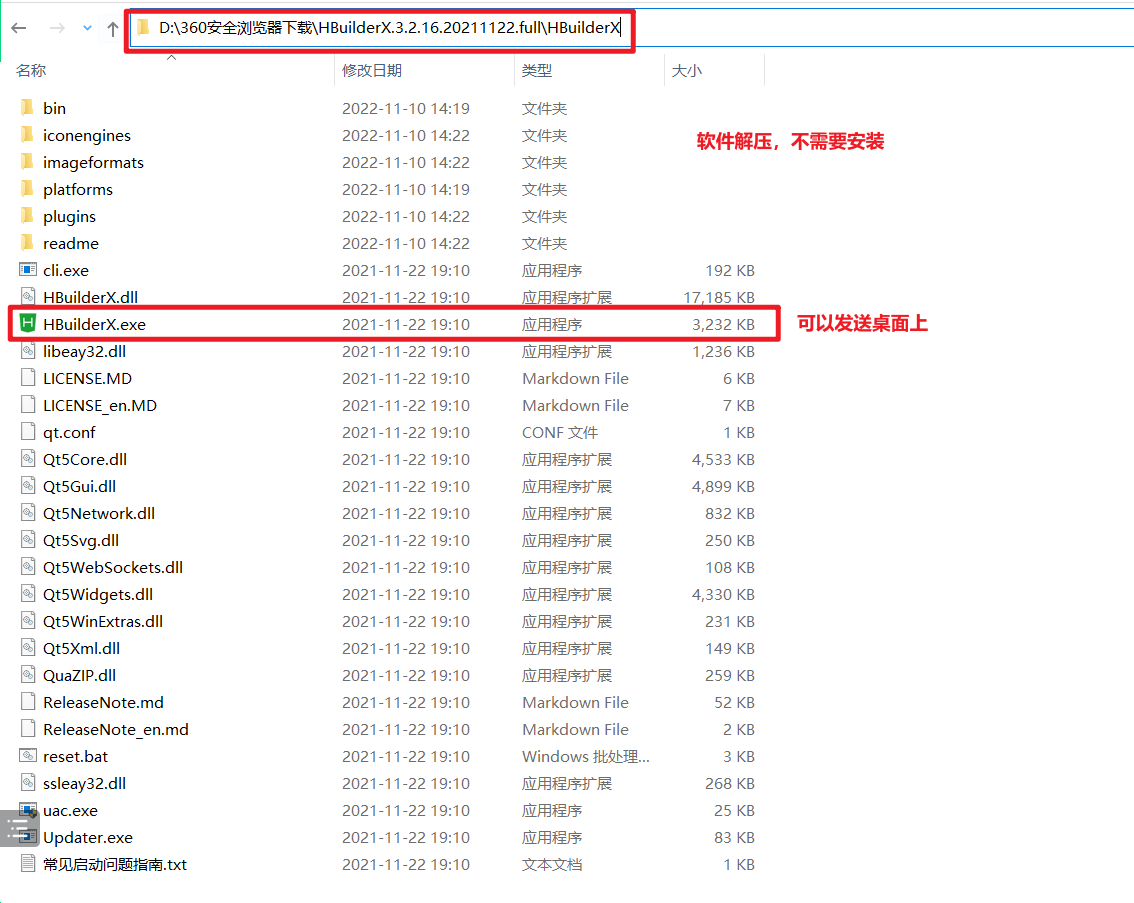 D:\360安全浏览器下载\HBuilderX.3.2.16.20211122.full\HBuilderX
名称 修改日期 类型 大小
bin 2022-11-10 14:19 文件夹
iconengines 2022-11-10 14:22 文件夹
软件解压，不需要安装
imageformats 2022-11-10 14:22 文件夹
platforms 2022-11-10 14:19 文件夹
plugins 2022-11-10 14:22 文件夹
readme 2022-11-10 14:22 文件夹
cli.exe 2021-11-22 19:10 应用程序 192 KB
HBuilderX.dll 2021-11-22 19:10 应用程序扩展 17,185 KB
HBuilderX.exe 2021-11-22 19:10 应用程序 3,232 KB
可以发送桌面上
libeay32.dll 2021-11-22 19:10 应用程序扩展 1,236 KB
LICENSE.MD 2021-11-22 19:10 Markdown File 6 KB
LICENSE_en.MD 2021-11-22 19:10 Markdown File 7 KB
qt.conf 2021-11-22 19:10 CONF 文件 1 KB
Qt5Core.dll 2021-11-22 19:10 应用程序扩展 4,533 KB
Qt5Gui.dll 2021-11-22 19:10 应用程序扩展 4,899 KB
Qt5Network.dll 2021-11-22 19:10 应用程序扩展 832 KB
Qt5Svg.dll 2021-11-22 19:10 应用程序扩展 250 KB
Qt5WebSockets.dll 2021-11-22 19:10 应用程序扩展 108 KB
Qt5Widgets.dll 2021-11-22 19:10 应用程序扩展 4,330 KB
Qt5WinExtras.dll 2021-11-22 19:10 应用程序扩展 231 KB
Qt5Xml.dll 2021-11-22 19:10 应用程序扩展 149 KB
QuaZIP.dll 2021-11-22 19:10 应用程序扩展 259 KB
ReleaseNote.md 2021-11-22 19:10 Markdown File 52 KB
ReleaseNote_en.md 2021-11-22 19:10 Markdown File 2 KB
reset.bat 2021-11-22 19:10 Windows 批处理... 3 KB
ssleay32.dll 2021-11-22 19:10 应用程序扩展 268 KB
uac.exe 2021-11-22 19:10 应用程序 25 KB
Updater.exe 2021-11-22 19:10 应用程序 83 KB
常见启动问题指南.txt 2021-11-22 19:10 文本文档 1 KB